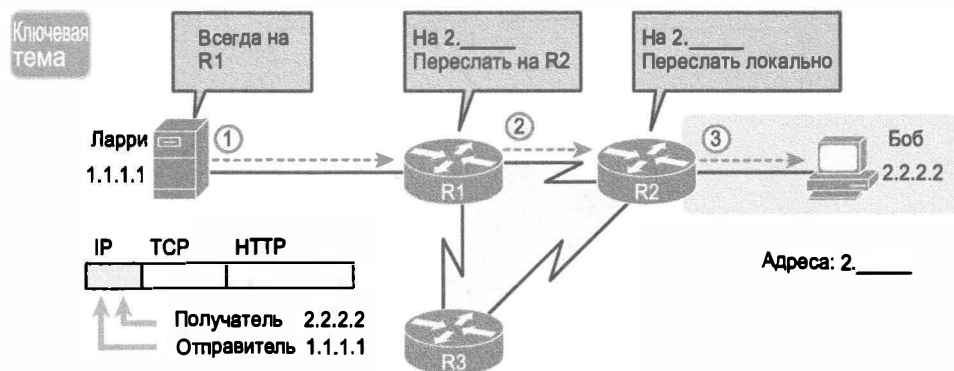 Ключевая
тема
Всегда на
R1
На 2._____
Переслать на R2
На 2._____
Переслать локально
Ларри
1.1.1.1
1
2
3
Боб
2.2.2.2
R1
R2
IP TCP HTTP
Адреса: 2._____
Получатель 2.2.2.2
Отправитель 1.1.1.1
R3